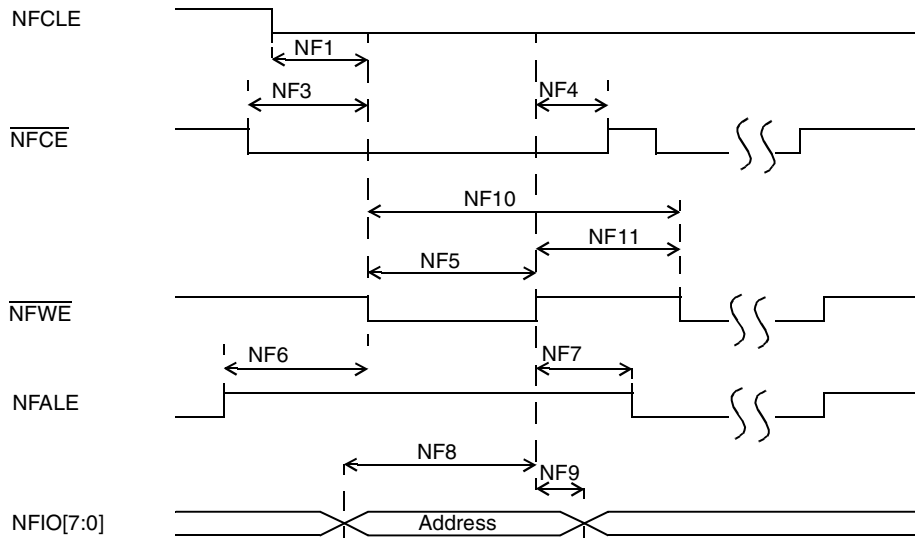 NFCLE
NF1
NF3
NF4
NFCE
NF10
NF11
NF5
NFWE
NF6
NF7
NFALE
NF8
NF9
NFIO[7:0]
Address